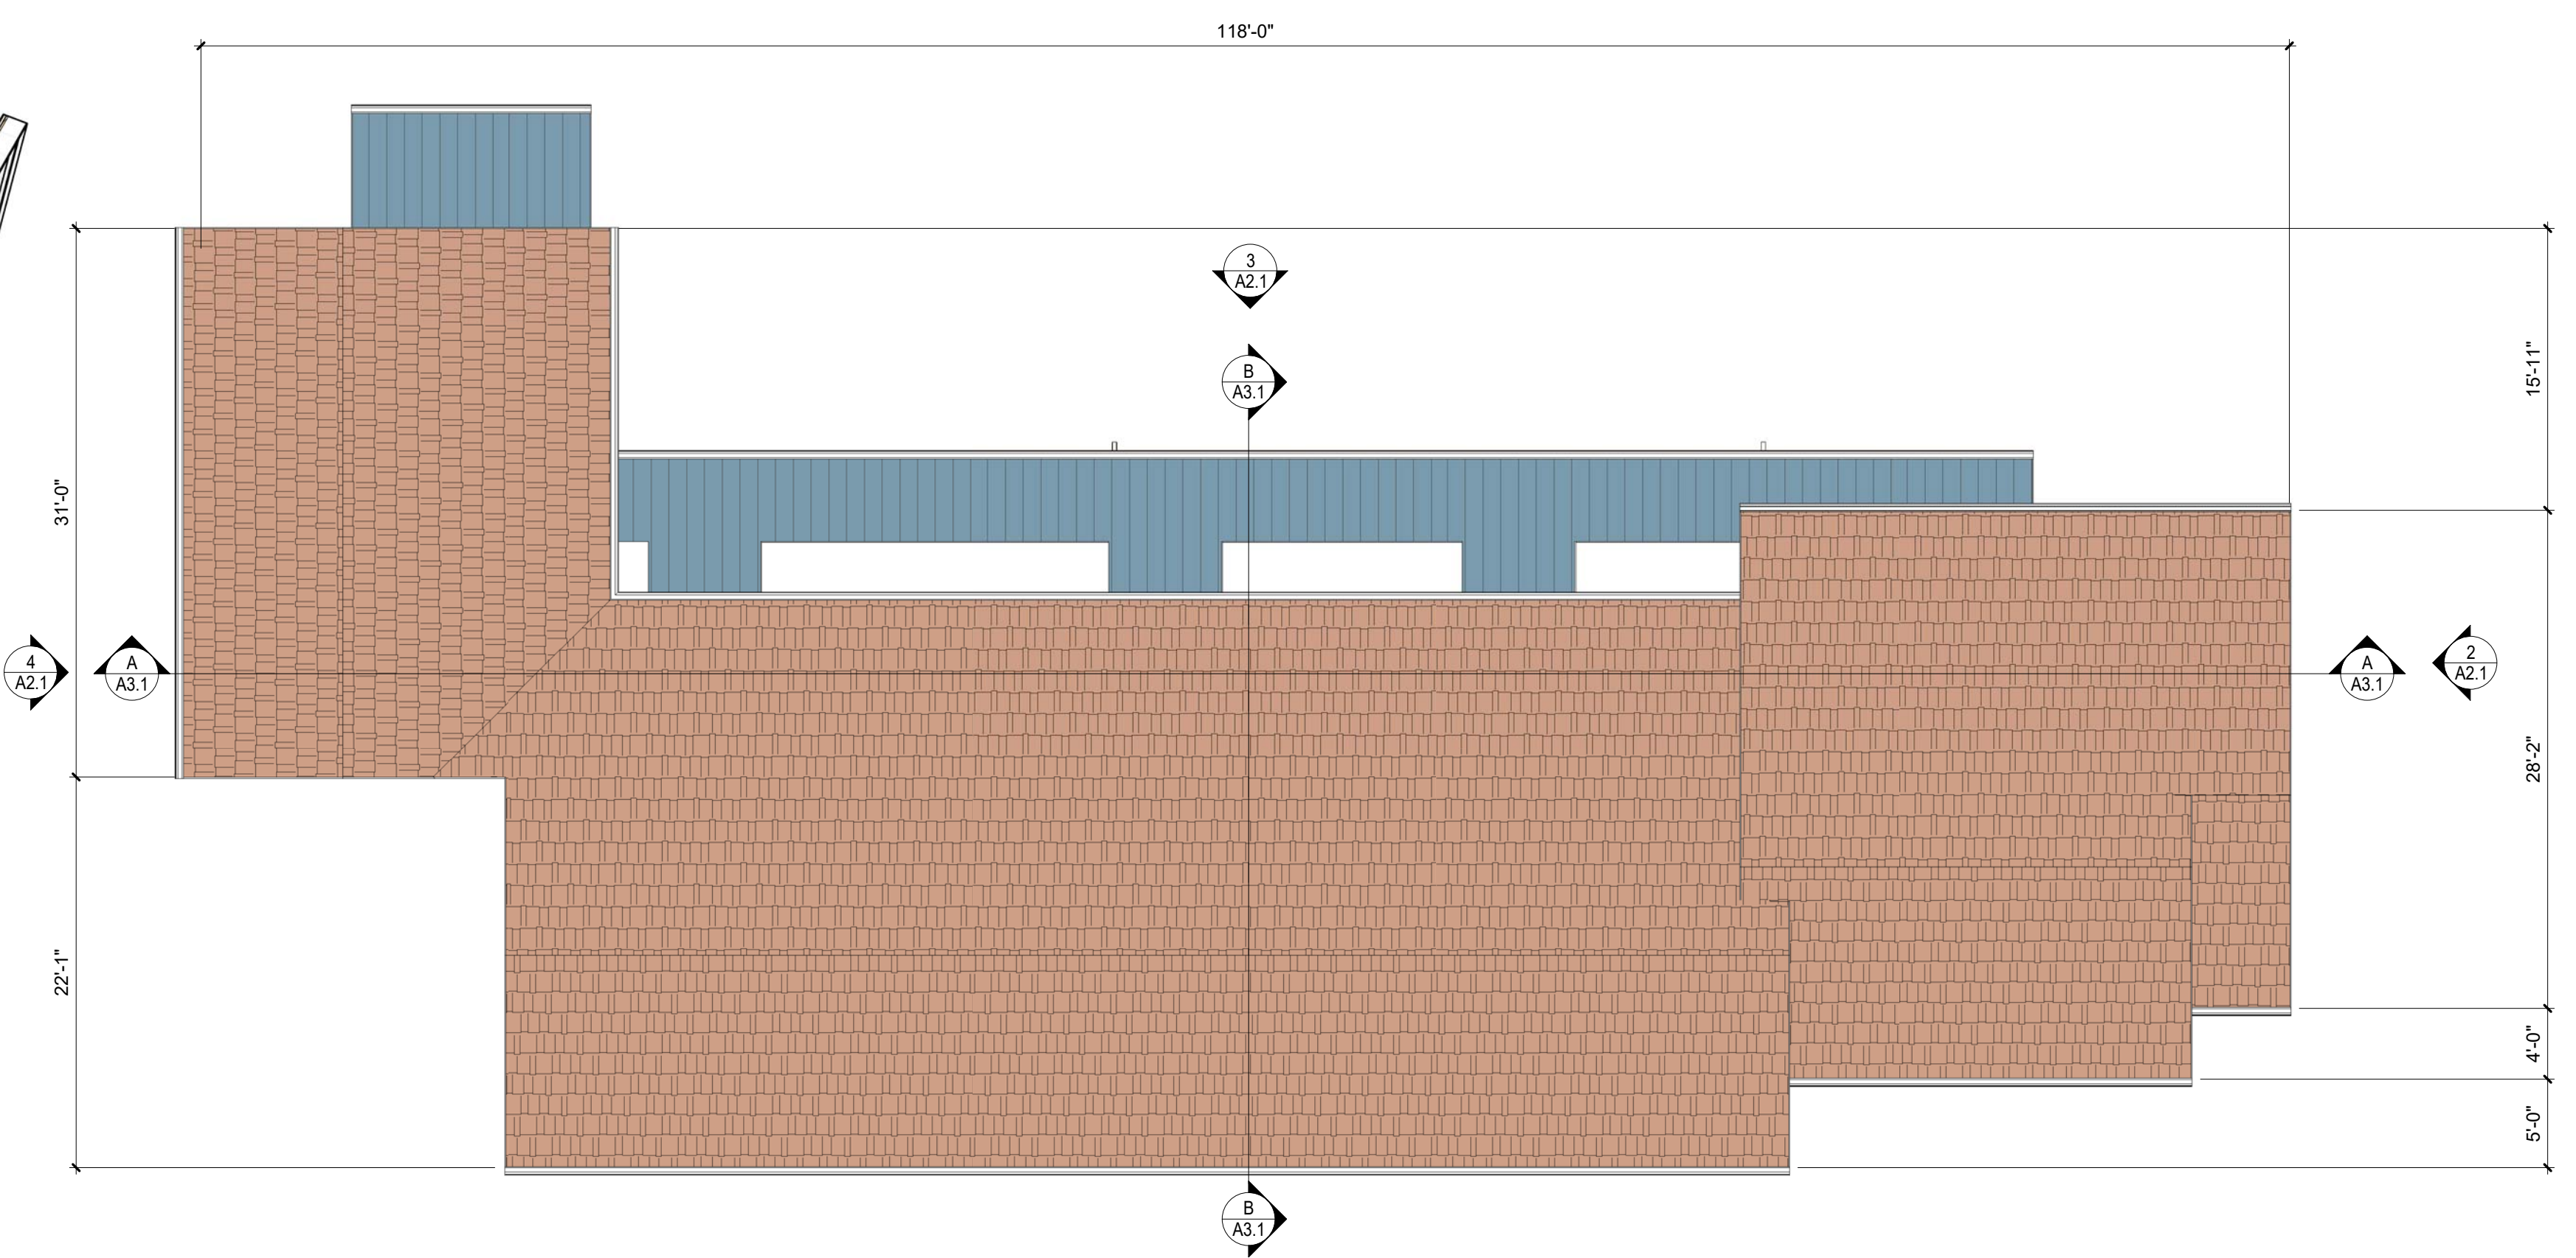 118'-0"
3
A2.1
B
A3.1
15'-11"
31'-0"
4
A2.1
A
A3.1
A
A3.1
2
A2.1
28'-2"
22'-1"
4'-0"
5'-0"
B
A3.1